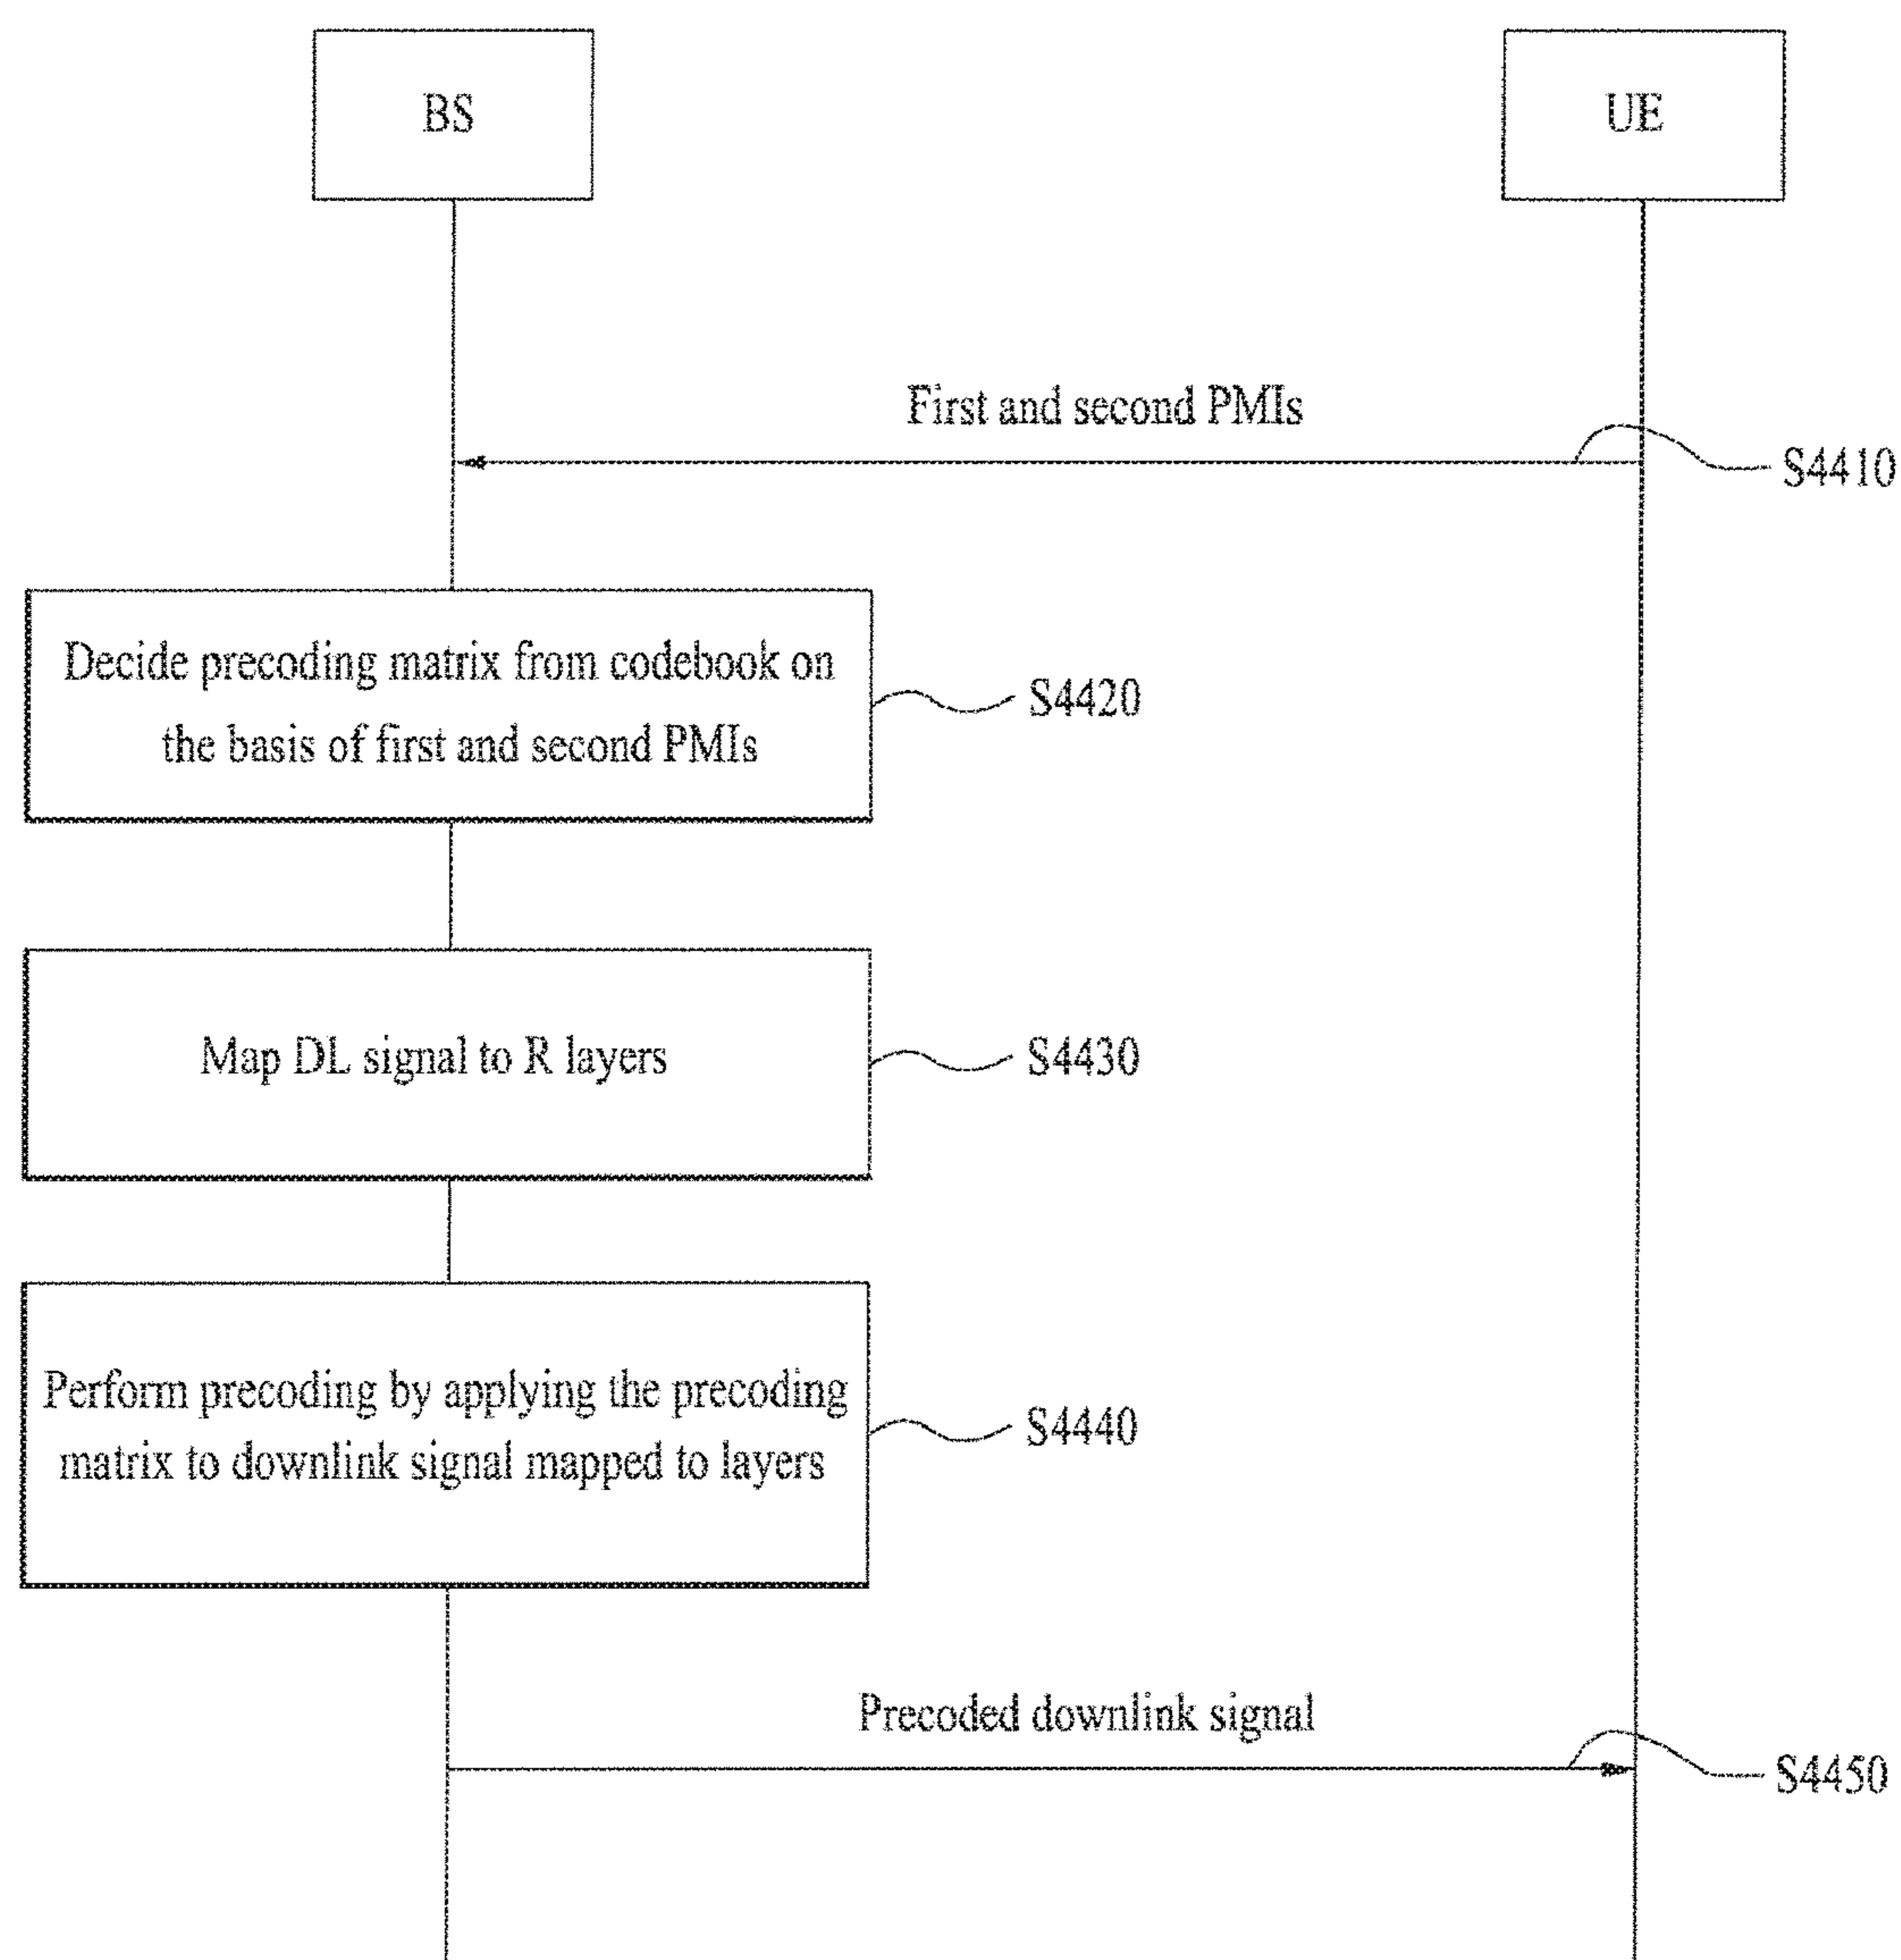 BS
UE
First and second PMIs
S4410
Decide precoding matrix from codebook on
the basis of first and second PMIs
S4420
Map DL signal to R layers
S4430
Perform precoding by applying the precoding
matrix to downlink signal mapped to layers
S4440
Precoded downlink signal
S4450